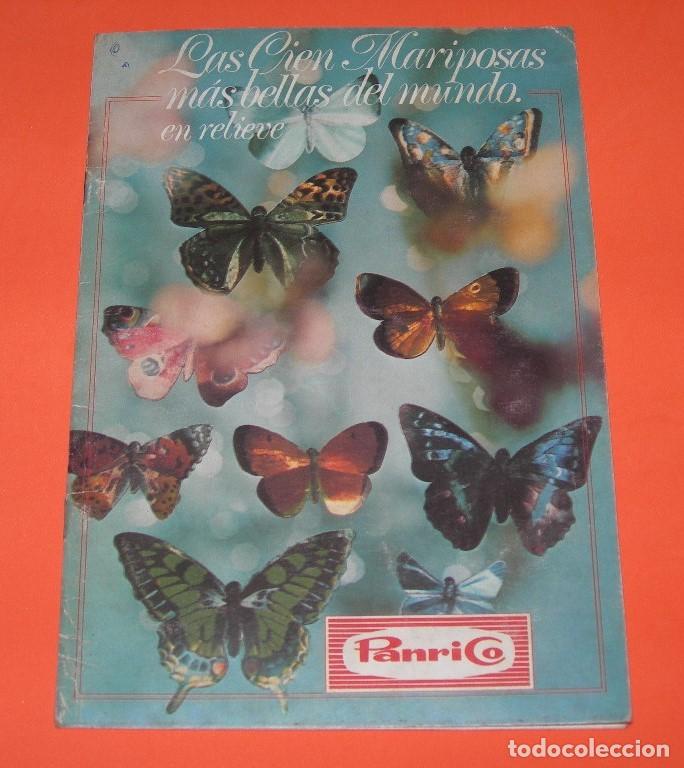 Las Cien Mariposas
más bellas del mundo.
en relieve
PanriCo
todocoleccion